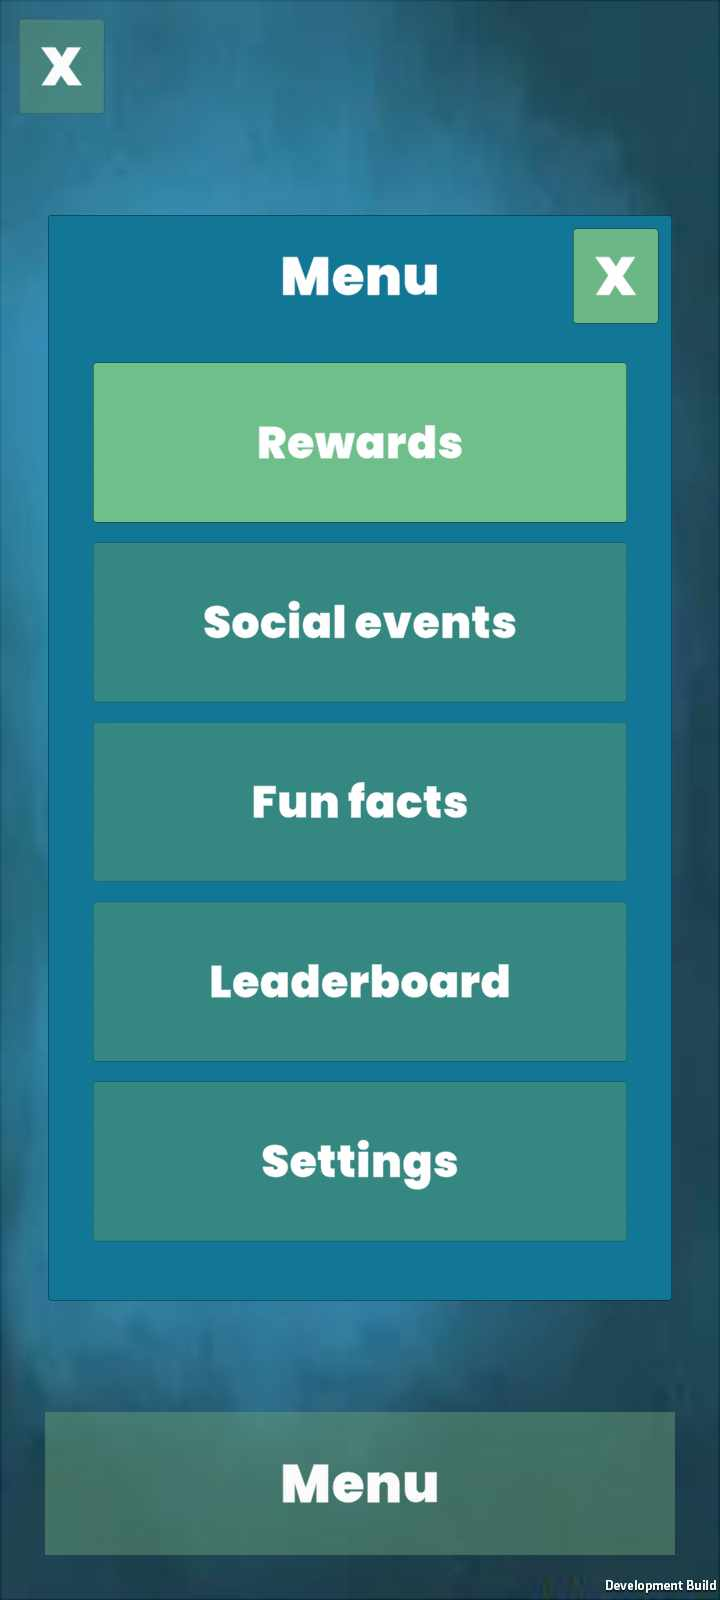 X
Menu
X
Rewards
Social events
Fun facts
Leaderboard
Settings
Menu
Development Build